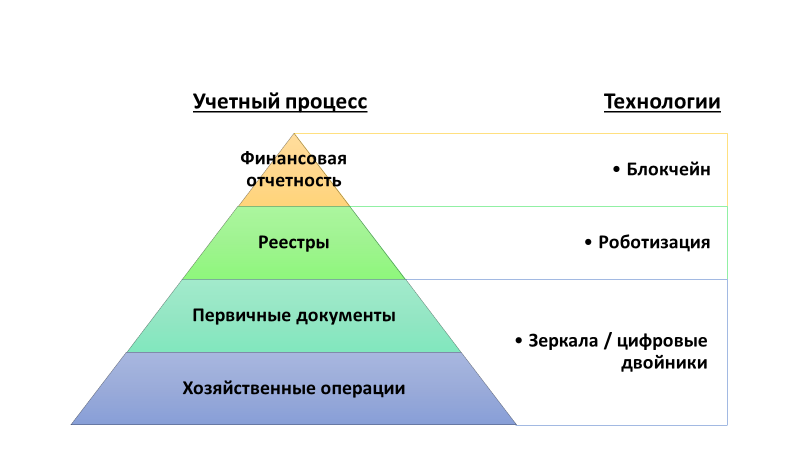 Учетный процесс
Технологии
Финансовая
отчетность
• Блокчейн
Реестры
• Роботизация
Первичные документы
• Зеркала / цифровые
двойники
Хозяйственные операции